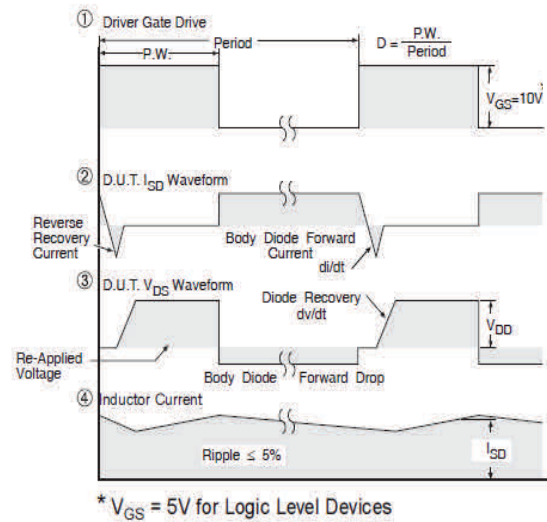 ① Driver Gate Drive
P.W.
Period
D = P.W.
Period
V_GS=10V*
② D.U.T. I_SD Waveform
Reverse
Recovery
Current
Body Diode Forward
Current
di/dt
③ D.U.T. V_DS Waveform
Diode Recovery
dv/dt
V_DD
Re-Applied
Voltage
Body Diode Forward Drop
④ Inductor Current
Ripple ≤ 5%
I_SD
* V_GS = 5V for Logic Level Devices